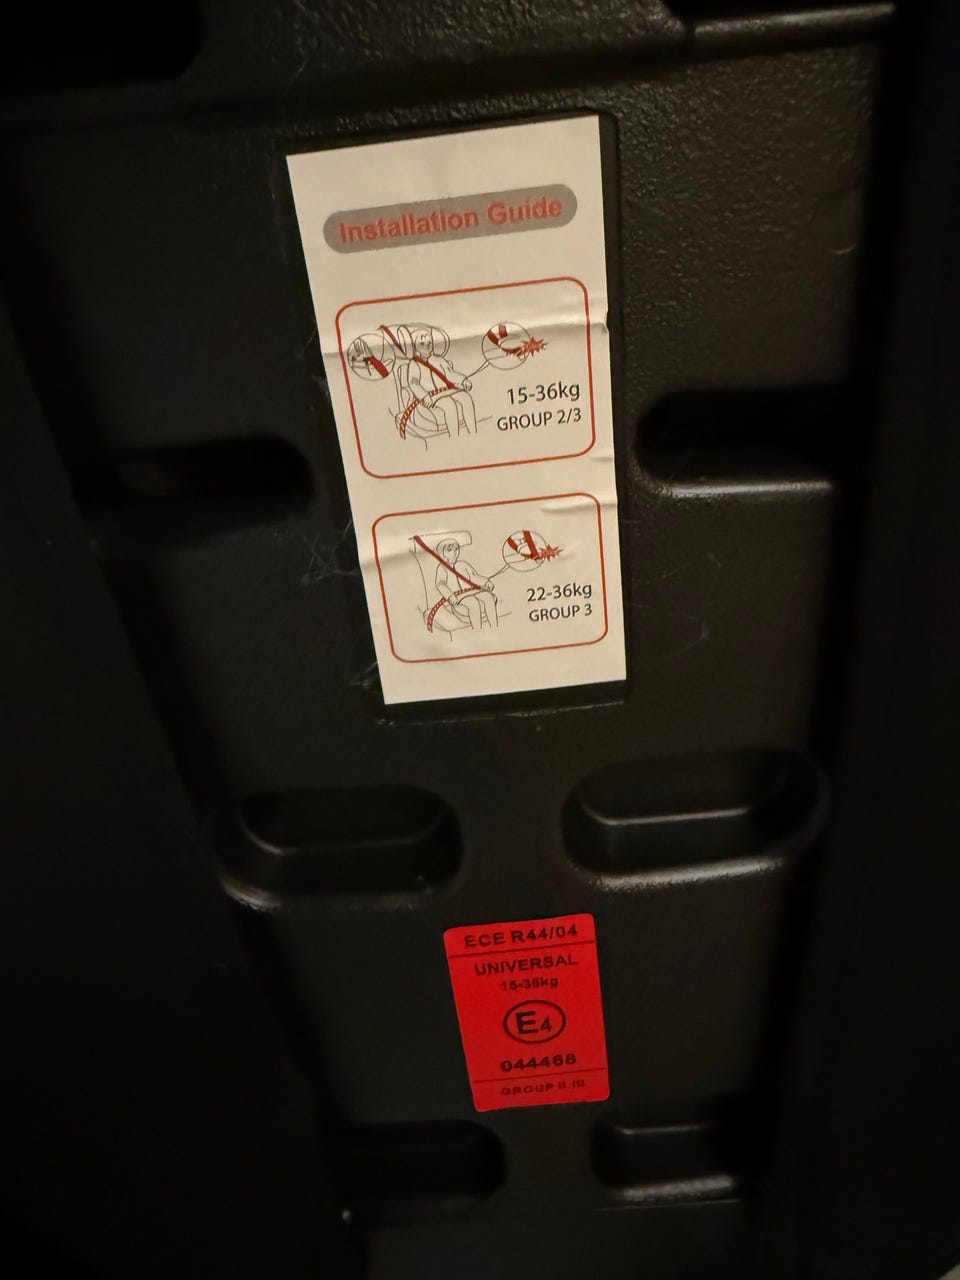 Installation Guide
15-36kg
GROUP 2/3
22-36kg
GROUP 3
ECE R44/04
UNIVERSAL
15-36kg
E4
044468
GROUP II.III